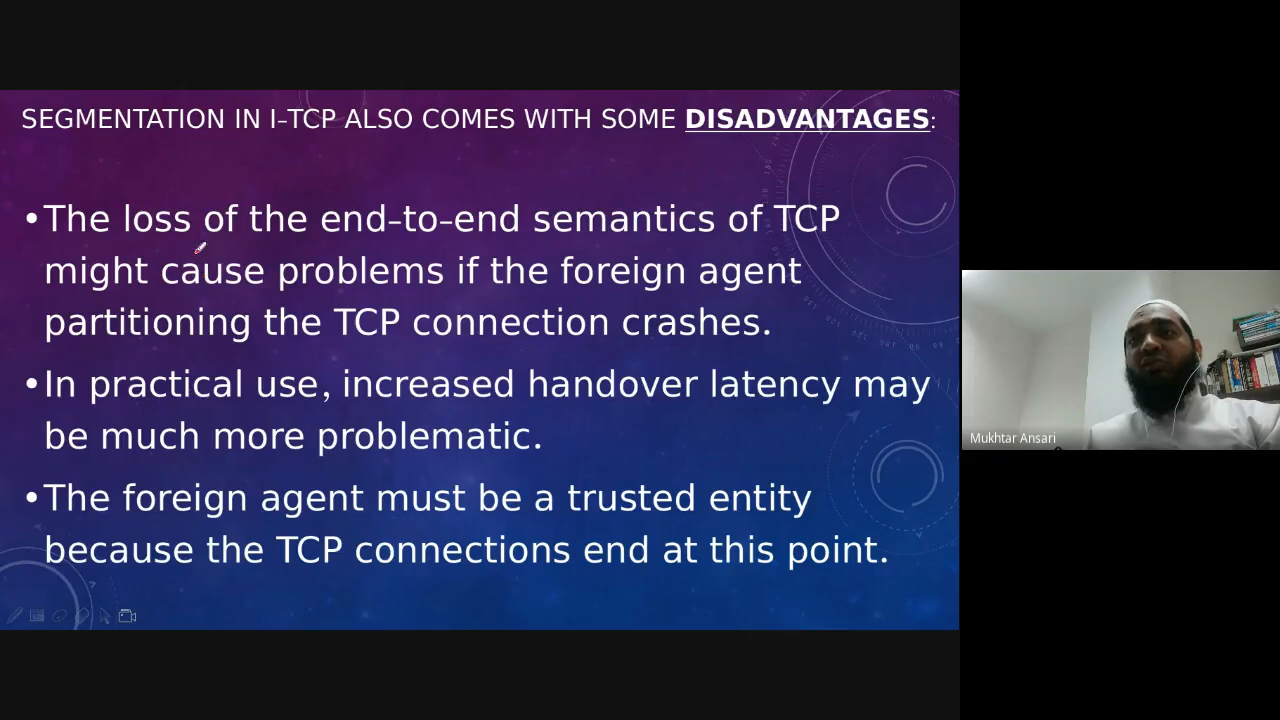 SEGMENTATION IN I-TCP ALSO COMES WITH SOME DISADVANTAGES:
•The loss of the end-to-end semantics of TCP
might cause problems if the foreign agent
partitioning the TCP connection crashes.
•In practical use, increased handover latency may
be much more problematic.
•The foreign agent must be a trusted entity
because the TCP connections end at this point.
Mukhtar Ansari